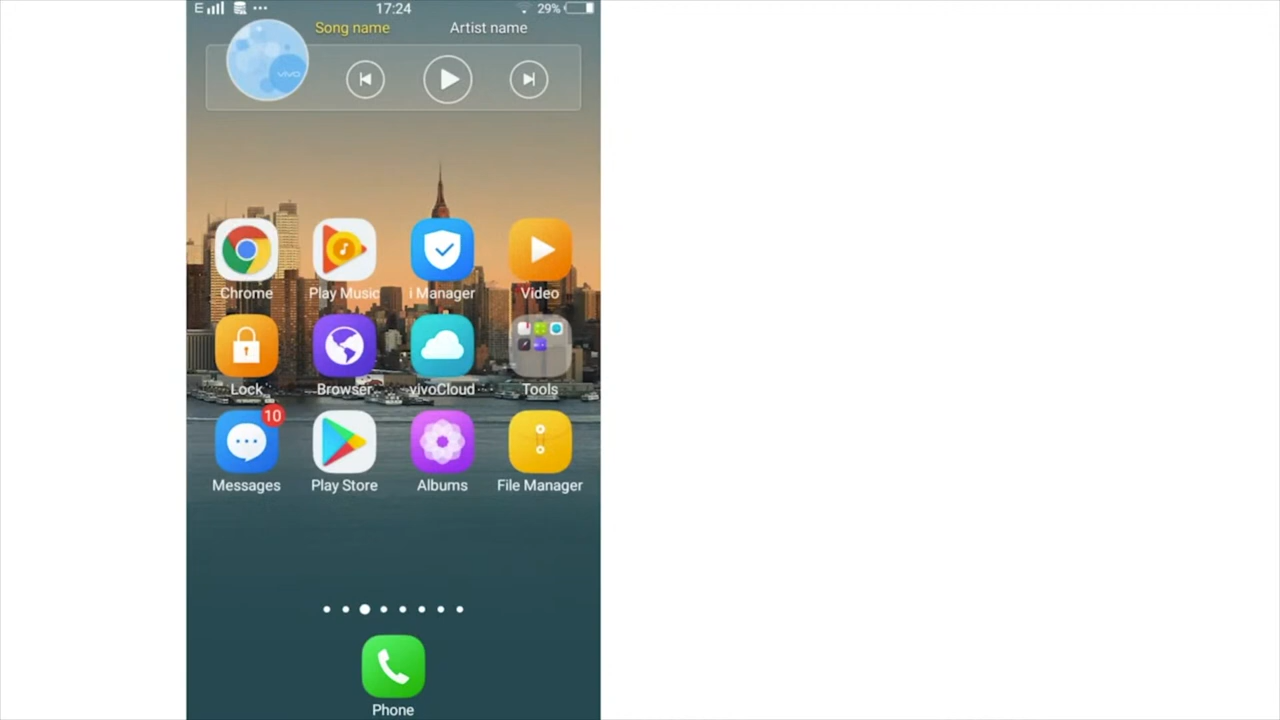 E 17:24 29%
Song name Artist name
vivo
Chrome Play Music i Manager Video
Lock Browser vivoCloud Tools
10
Messages Play Store Albums File Manager
Phone